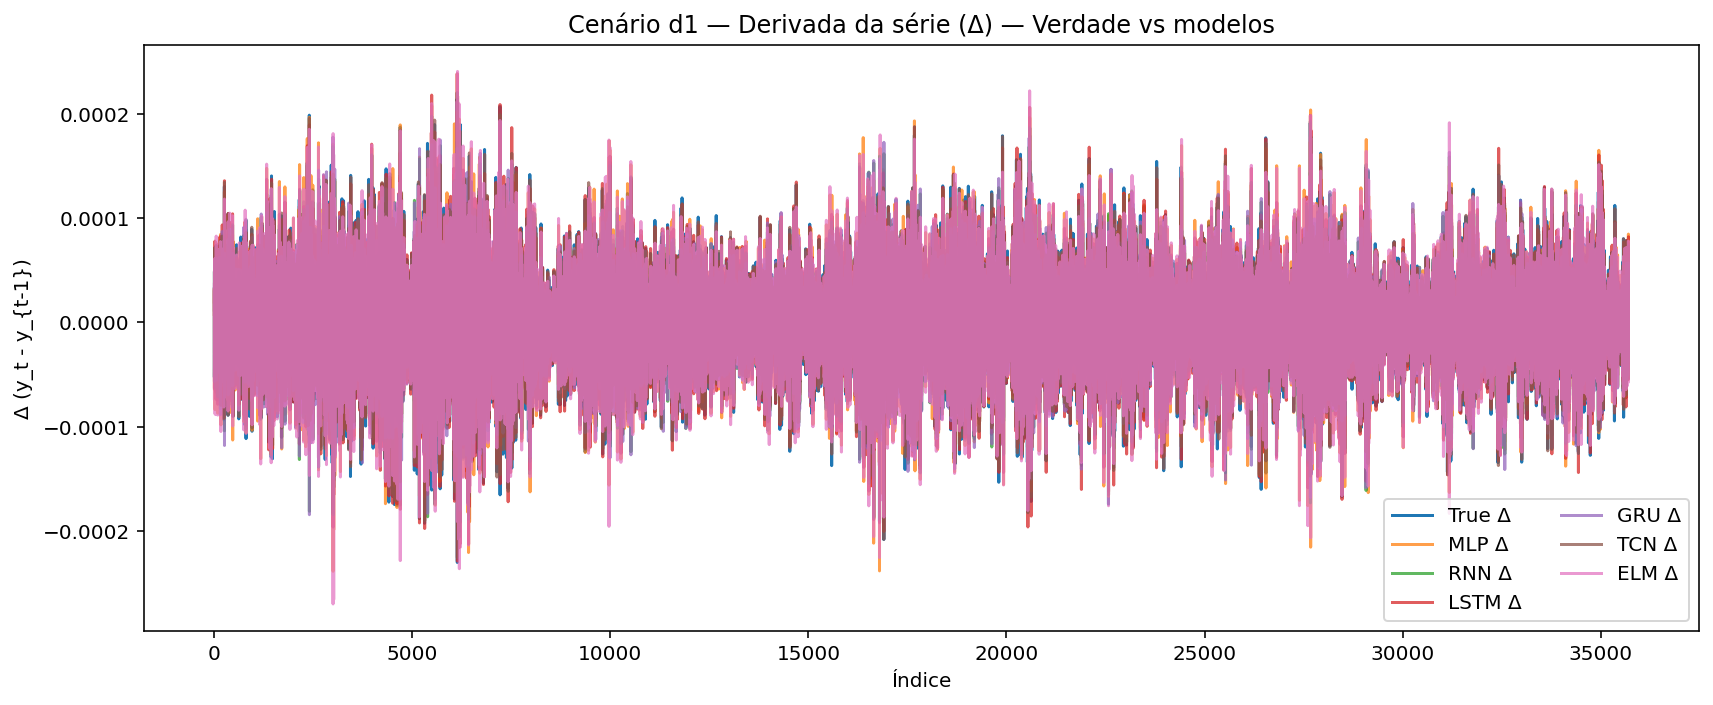 Cenário d1 — Derivada da série (Δ) — Verdade vs modelos
Δ (y_t - y_{t-1})
0.0002
0.0001
0.0000
−0.0001
−0.0002
0
5000
10000
15000
20000
25000
30000
35000
Índice
True Δ
MLP Δ
RNN Δ
LSTM Δ
GRU Δ
TCN Δ
ELM Δ